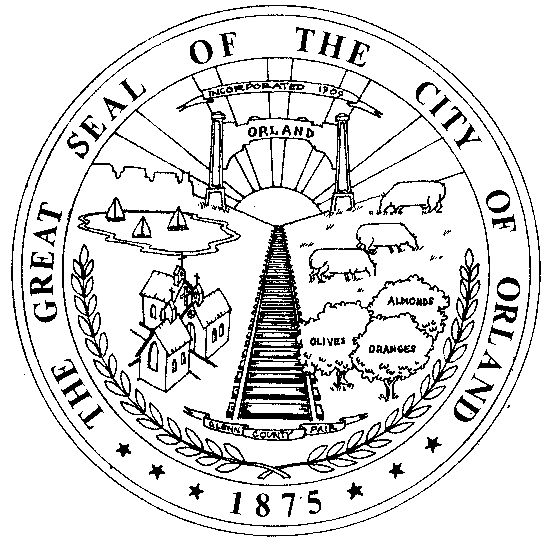 THE GREAT SEAL OF THE CITY OF ORLAND
INCORPORATED 1909
ORLAND
ALMONDS
OLIVES
ORANGES
GLENN COUNTY FAIR
1875